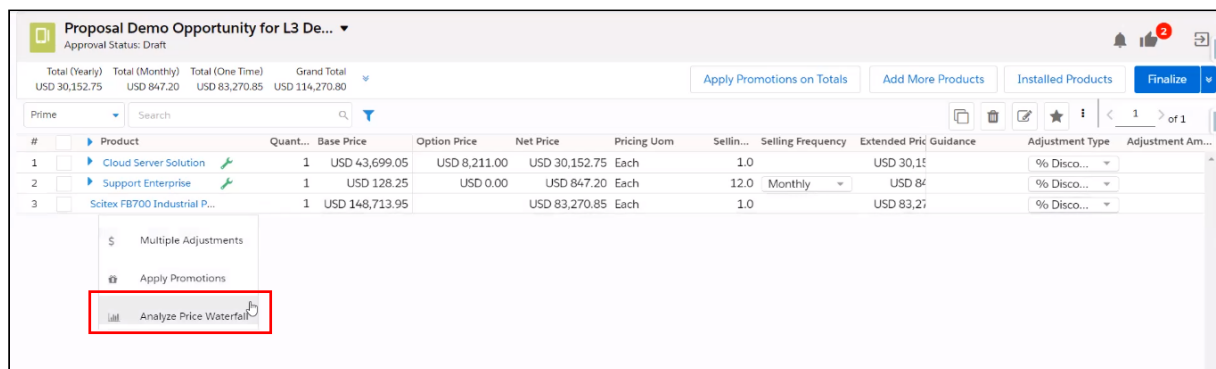 Proposal Demo Opportunity for L3 De...
Approval Status: Draft
2
Total (Yearly) Total (Monthly) Total (One Time) Grand Total
USD 30,152.75 USD 847.20 USD 83,270.85 USD 114,270.80
Apply Promotions on Totals Add More Products Installed Products Finalize
Prime Search 1 of 1
# Product Quant... Base Price Option Price Net Price Pricing Uom Sellin... Selling Frequency Extended Pric Guidance Adjustment Type Adjustment Am...
1 Cloud Server Solution 1 USD 43,699.05 USD 8,211.00 USD 30,152.75 Each 1.0 USD 30,15 % Disco...
2 Support Enterprise 1 USD 128.25 USD 0.00 USD 847.20 Each 12.0 Monthly USD 84 % Disco...
3 Scitex FB700 Industrial P... 1 USD 148,713.95 USD 83,270.85 Each 1.0 USD 83,27 % Disco...
$ Multiple Adjustments
Apply Promotions
Analyze Price Waterfall